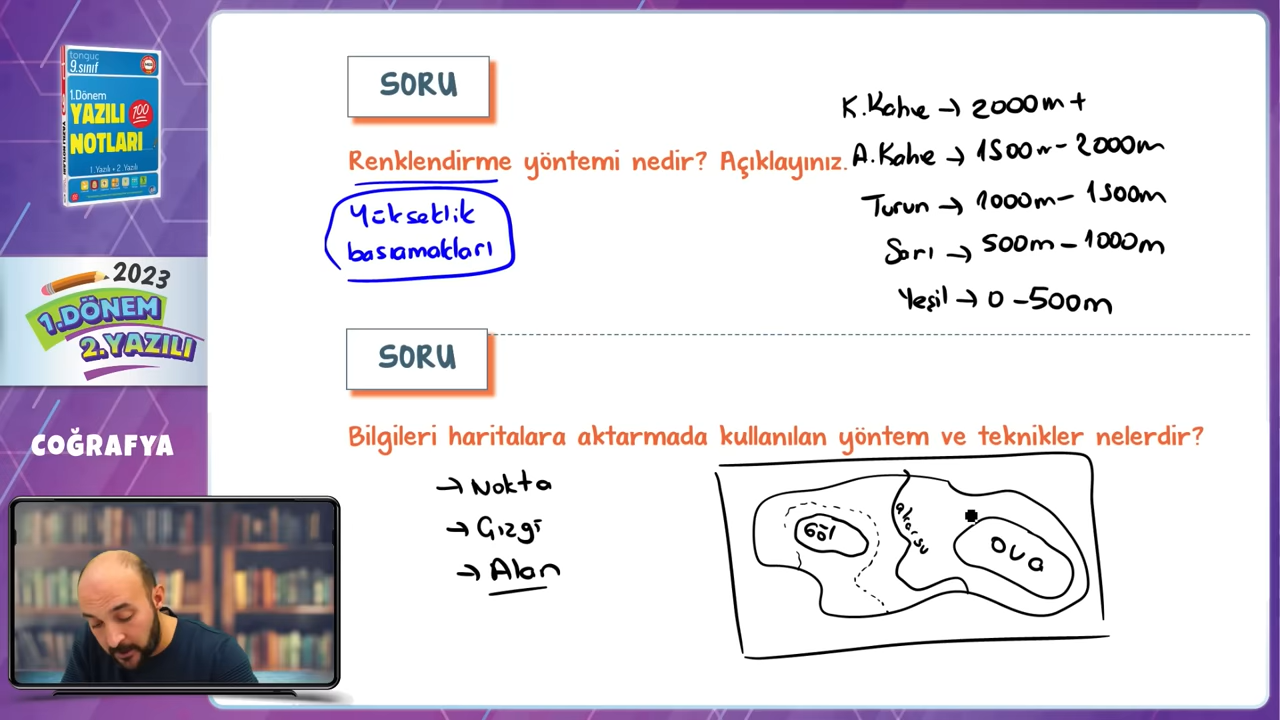 tonguç
9.sınıf
1.Dönem
YAZILI
100
NOTLARI
1.Yazılı - 2.Yazılı
YAZILI NOTLARI
2023
1.DÖNEM
2.YAZILI
COĞRAFYA
SORU
Renklendirme yöntemi nedir? Açıklayınız.
Yükseklik
basamakları
K.Kahve → 2000m+
A.Kahve → 1500m - 2000m
Turun → 1000m - 1500m
Sarı → 500m - 1000m
Yeşil → 0 - 500m
SORU
Bilgileri haritalara aktarmada kullanılan yöntem ve teknikler nelerdir?
→ Nokta
→ Çizgi
→ Alan
Göl
akarsu
ova